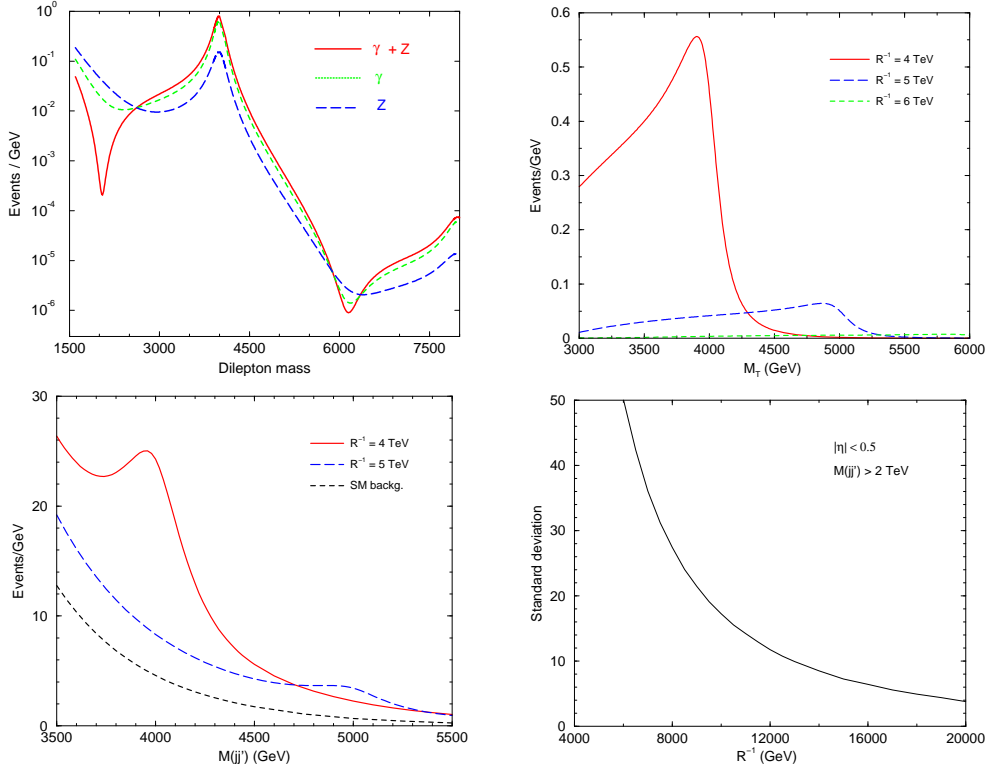 10^0
10^-1
10^-2
10^-3
10^-4
10^-5
10^-6
Events / GeV
γ + Z
γ
Z
1500 3000 4500 6000 7500
Dilepton mass
0.6
0.5
0.4
0.3
0.2
0.1
0
Events/GeV
R^-1 = 4 TeV
R^-1 = 5 TeV
R^-1 = 6 TeV
3000 3500 4000 4500 5000 5500 6000
M_T (GeV)
30
20
10
0
Events/GeV
R^-1 = 4 TeV
R^-1 = 5 TeV
SM backg.
3500 4000 4500 5000 5500
M(jj') (GeV)
50
40
30
20
10
0
Standard deviation
|η| < 0.5
M(jj') > 2 TeV
4000 8000 12000 16000 20000
R^-1 (GeV)